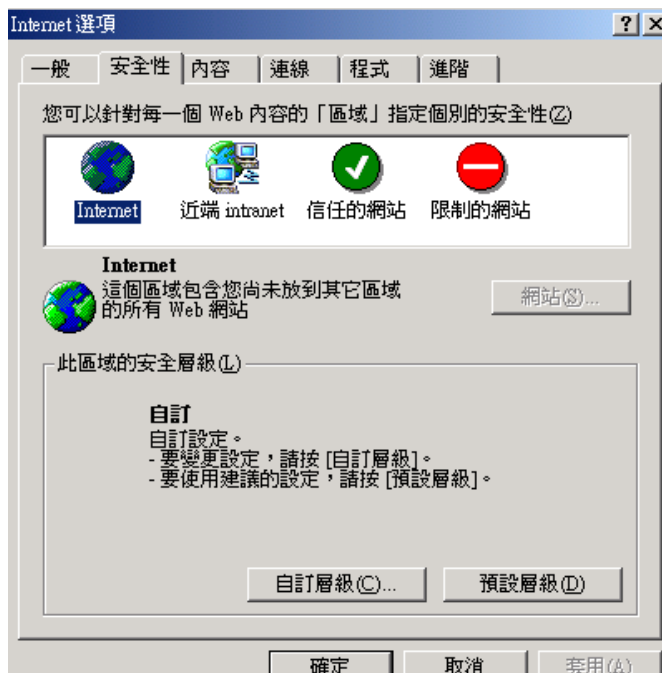 Internet 選項
一般 安全性 內容 連線 程式 進階
您可以針對每一個 Web 內容的「區域」指定個別的安全性(Z)
Internet 近端 intranet 信任的網站 限制的網站
Internet
這個區域包含您尚未放到其它區域
的所有 Web 網站
網站(S)...
此區域的安全層級(L)
自訂
自訂設定。
- 要變更設定，請按 [自訂層級]。
- 要使用建議的設定，請按 [預設層級]。
自訂層級(C)... 預設層級(D)
確定 取消 套用(A)